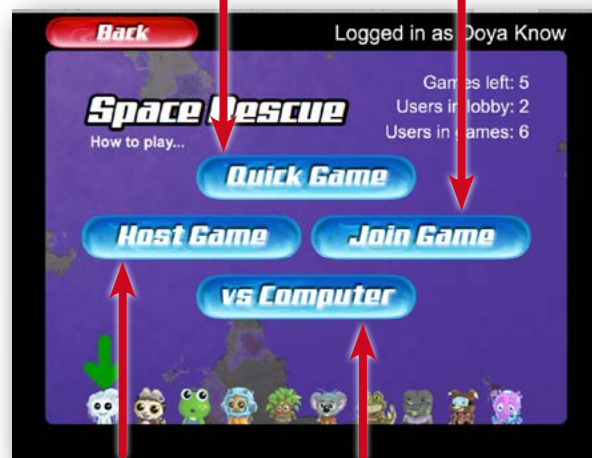 Back
Logged in as Doya Know
Games left: 5
Users in lobby: 2
Users in games: 6
Space Rescue
How to play...
Quick Game
Host Game
Join Game
vs Computer